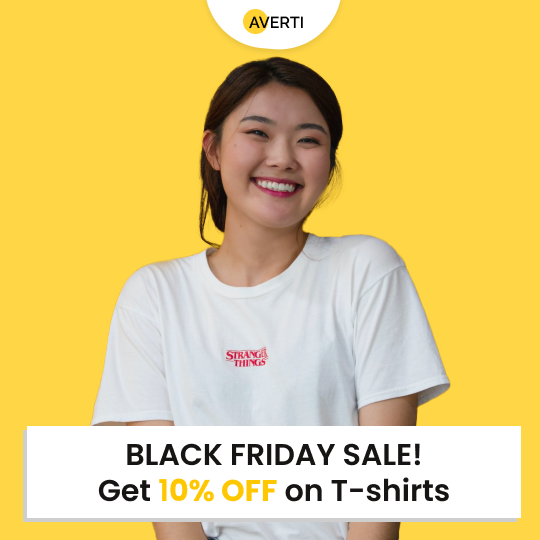 AVERTI
STRANGER
THINGS
BLACK FRIDAY SALE!
Get 10% OFF on T-shirts